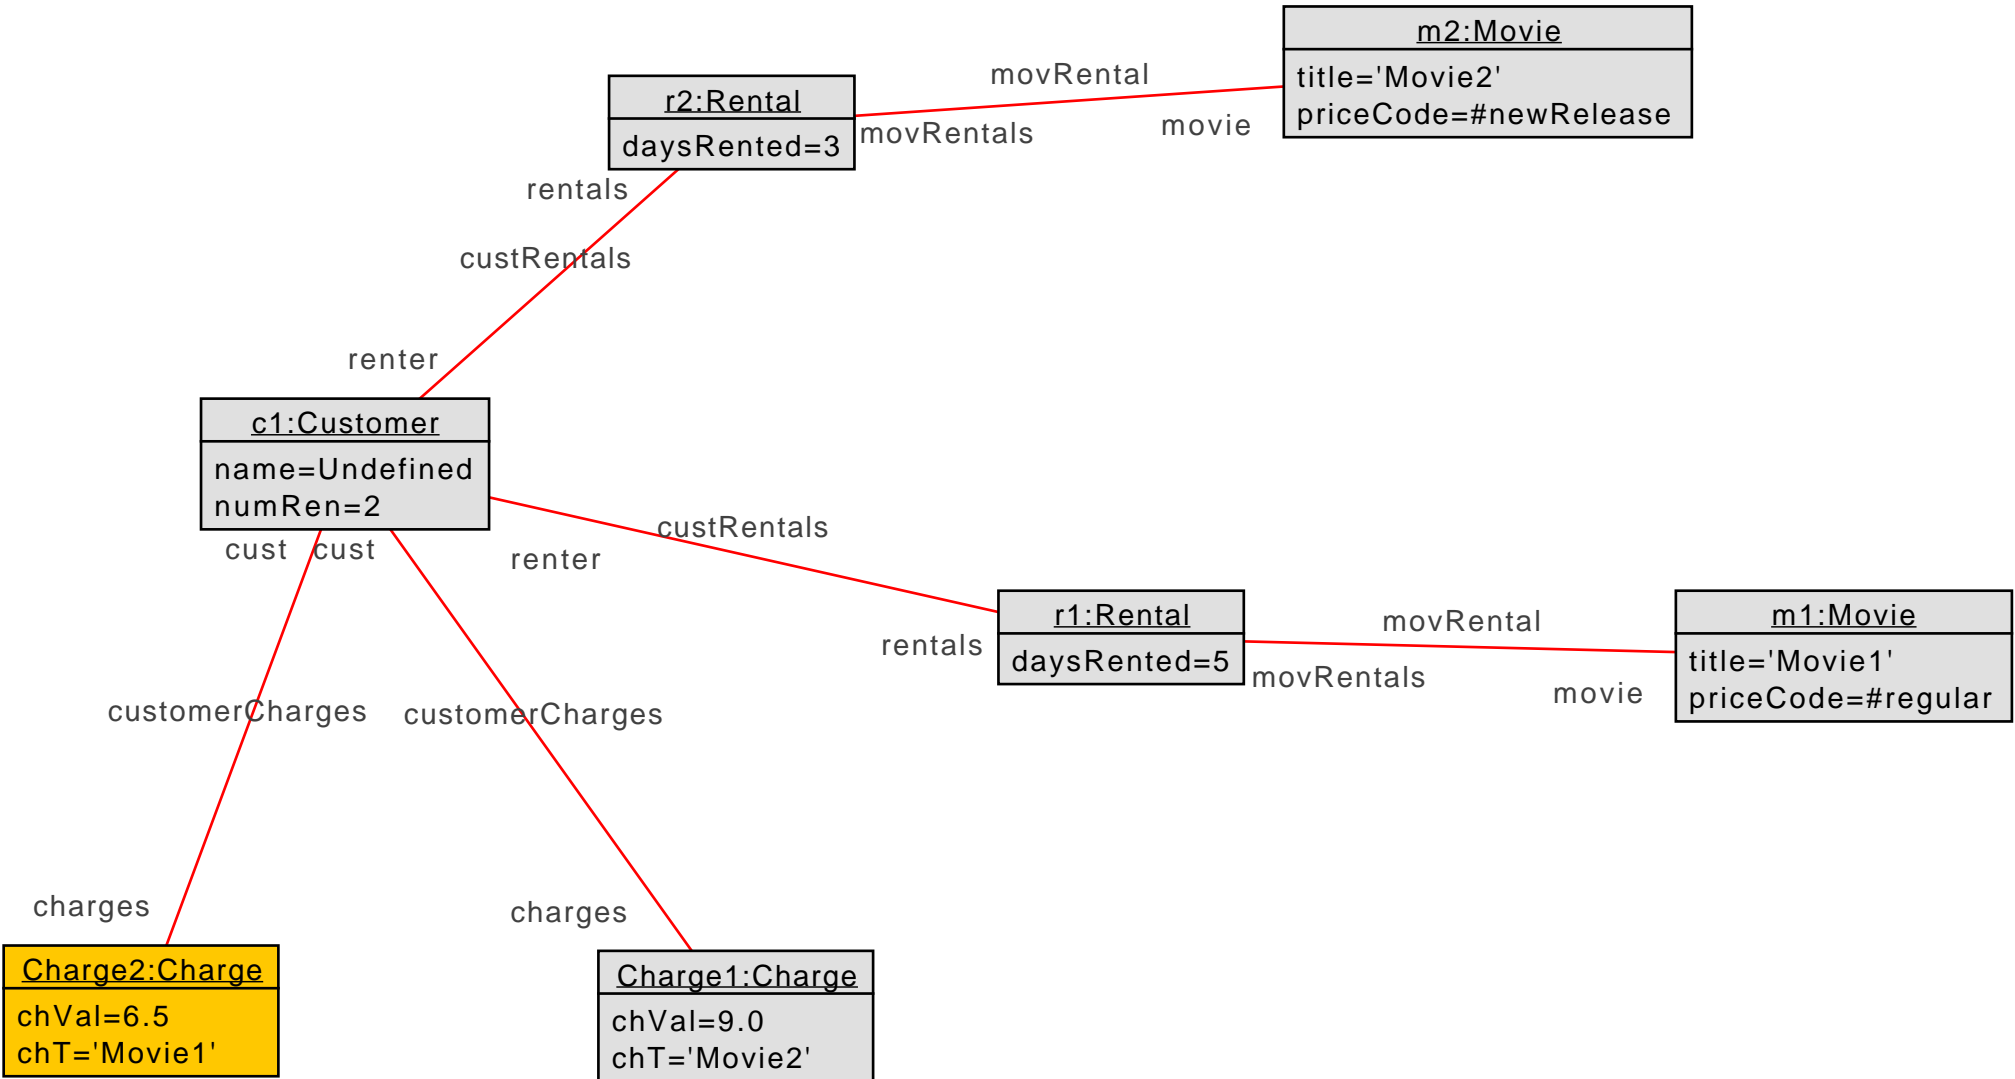 m2:Movie
title='Movie2'
priceCode=#newRelease
movRental
r2:Rental
daysRented=3
movRentals
movie
rentals
custRentals
renter
c1:Customer
name=Undefined
numRen=2
cust
cust
custRentals
renter
r1:Rental
daysRented=5
rentals
movRental
movRentals
movie
m1:Movie
title='Movie1'
priceCode=#regular
customerCharges
customerCharges
charges
charges
Charge2:Charge
chVal=6.5
chT='Movie1'
Charge1:Charge
chVal=9.0
chT='Movie2'